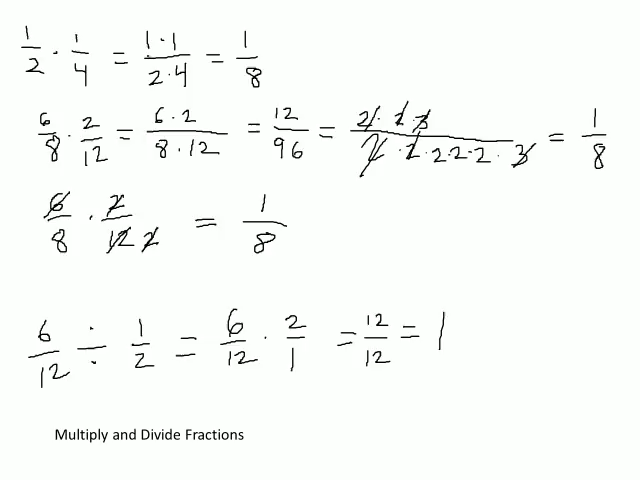 1/2 · 1/4 = 1·1/2·4 = 1/8
6/8 · 2/12 = 6·2/8·12 = 12/96 = 2·2·3/2·2·2·2·2·3 = 1/8
6/8 · 2/12 2 = 1/8
6/12 ÷ 1/2 = 6/12 · 2/1 = 12/12 = 1
Multiply and Divide Fractions